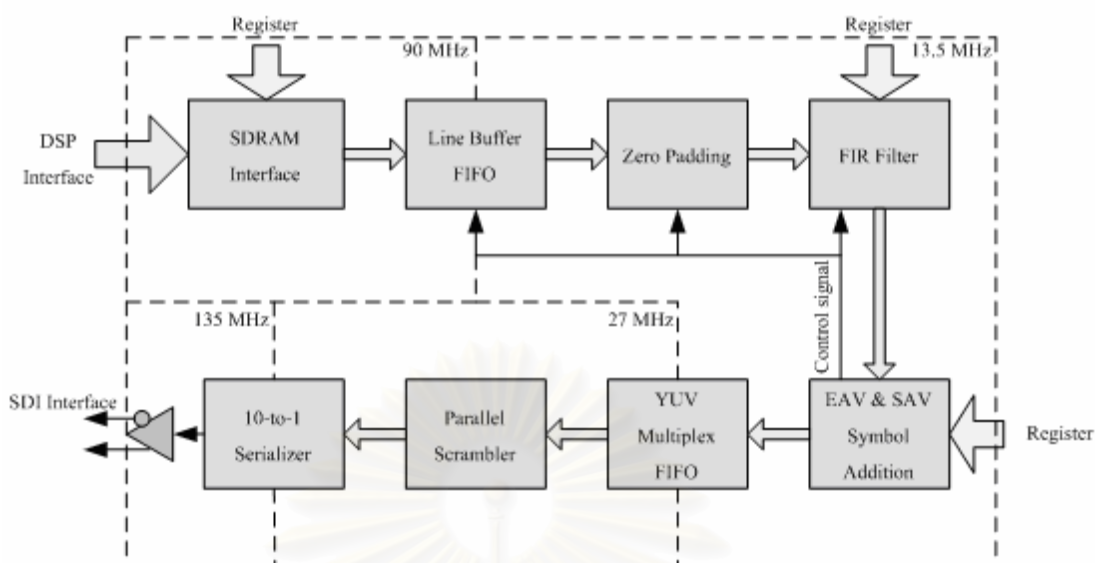 Register
Register
90 MHz
13,5 MHz
DSP
Interface
SDRAM
Interface
Line Buffer
FIFO
Zero Padding
FIR Filter
Control signal
135 MHz
27 MHz
SDI Interface
10-to-1
Serializer
Parallel
Scrambler
YUV
Multiplex
FIFO
EAV & SAV
Symbol
Addition
Register